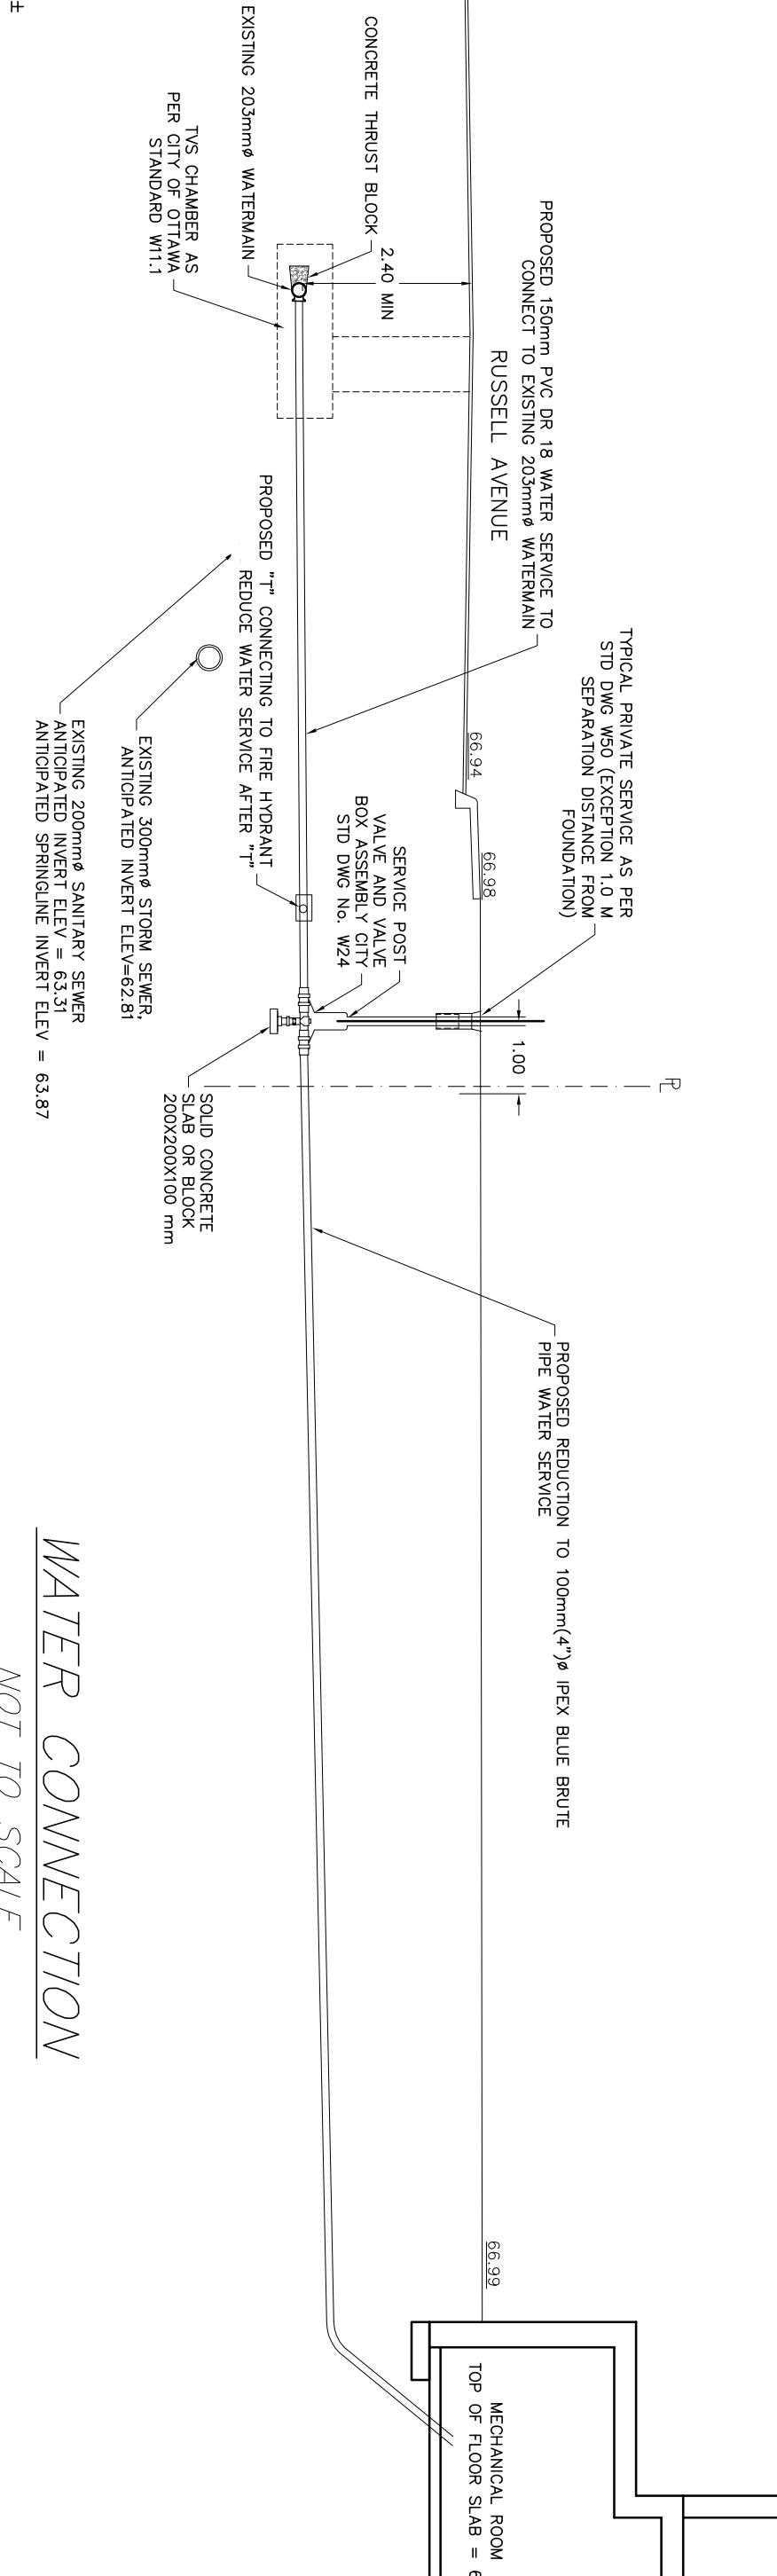 CONCRETE THRUST BLOCK
EXISTING 203mmø WATERMAIN
TVS CHAMBER AS
PER CITY OF OTTAWA
STANDARD W11.1
±
2.40 MIN
PROPOSED 150mm PVC DR 18 WATER SERVICE TO
CONNECT TO EXISTING 203mmø WATERMAIN
RUSSELL AVENUE
PROPOSED "T" CONNECTING TO FIRE HYDRANT
REDUCE WATER SERVICE AFTER "T"
TYPICAL PRIVATE SERVICE AS PER
STD DWG W50 (EXCEPTION 1.0 M
SEPARATION DISTANCE FROM
FOUNDATION)
66.94
66.98
SERVICE POST
VALVE AND VALVE
BOX ASSEMBLY CITY
STD DWG No. W24
EXISTING 300mmø STORM SEWER,
ANTICIPATED INVERT ELEV=62.81
EXISTING 200mmø SANITARY SEWER
ANTICIPATED INVERT ELEV = 63.31
ANTICIPATED SPRINGLINE INVERT ELEV = 63.87
1.00
PL
SOLID CONCRETE
SLAB OR BLOCK
200X200X100 mm
PROPOSED REDUCTION TO 100mm(4")ø IPEX BLUE BRUTE
PIPE WATER SERVICE
66.99
MECHANICAL ROOM
TOP OF FLOOR SLAB = 6
WATER CONNECTION
NOT TO SCALE